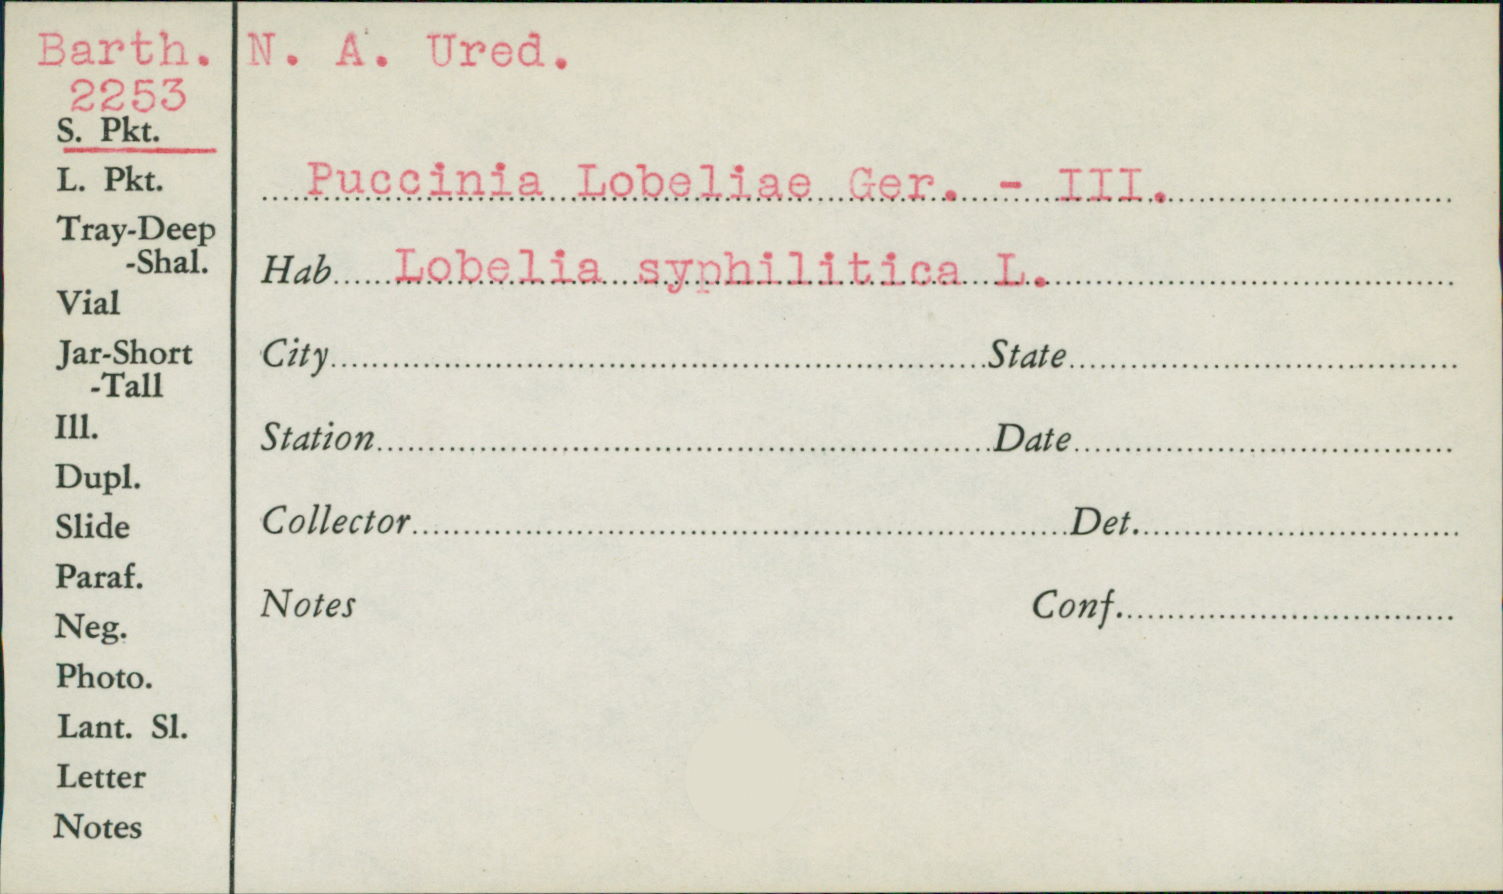 Barth. N. A. Ured.
2253
S. Pkt.
L. Pkt.
Tray-Deep
-Shal.
Vial
Jar-Short
-Tall
Ill.
Dupl.
Slide
Paraf.
Neg.
Photo.
Lant. Sl.
Letter
Notes
Puccinia Lobeliae Ger. - III.
Hab. Lobelia syphilitica L.
City State
Station Date
Collector Det.
Notes Conf.